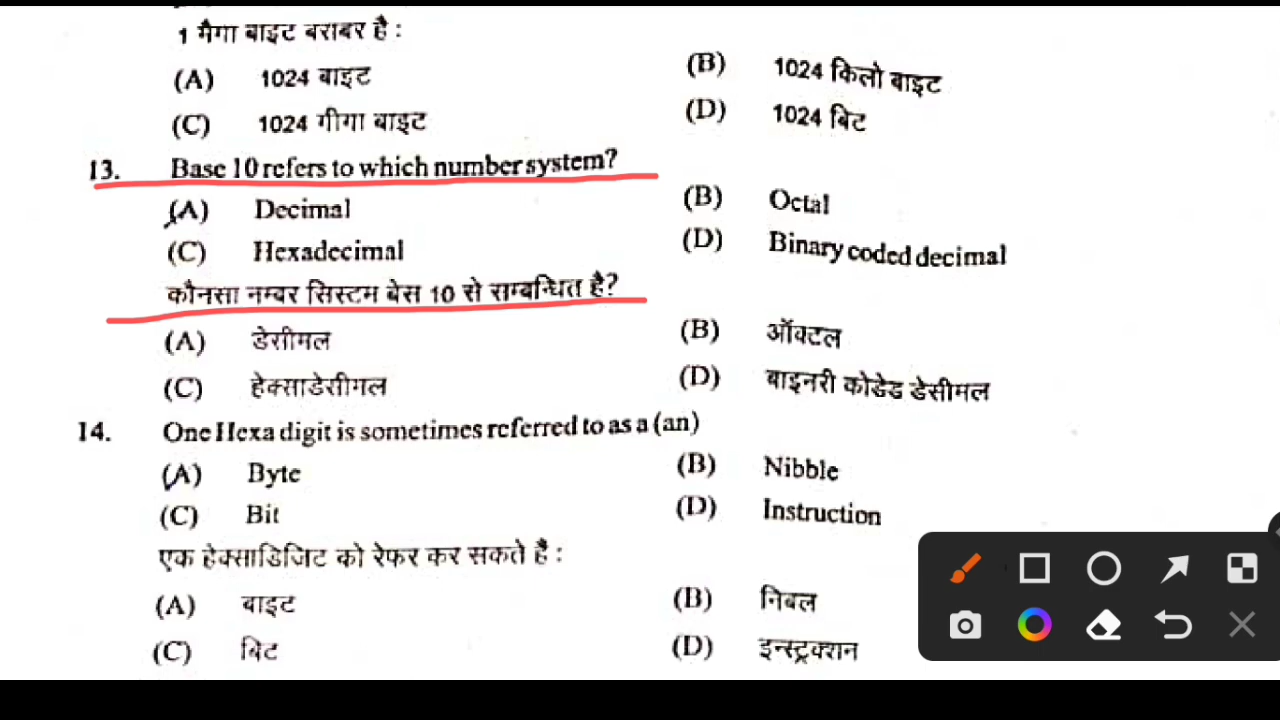 1 मैगा बाइट बराबर है :
(A) 1024 बाइट (B) 1024 किलो बाइट
(C) 1024 गीगा बाइट (D) 1024 बिट
13. Base 10 refers to which number system?
(A) Decimal (B) Octal
(C) Hexadecimal (D) Binary coded decimal
कौनसा नम्बर सिस्टम बेस 10 से सम्बन्धित है?
(A) डेसीमल (B) ऑक्टल
(C) हेक्साडेसीमल (D) बाइनरी कोडेड डेसीमल
14. One Hexa digit is sometimes referred to as a (an)
(A) Byte (B) Nibble
(C) Bit (D) Instruction
एक हेक्साडिजिट को रेफर कर सकते है :
(A) बाइट (B) निबल
(C) बिट (D) इन्स्ट्रक्शन